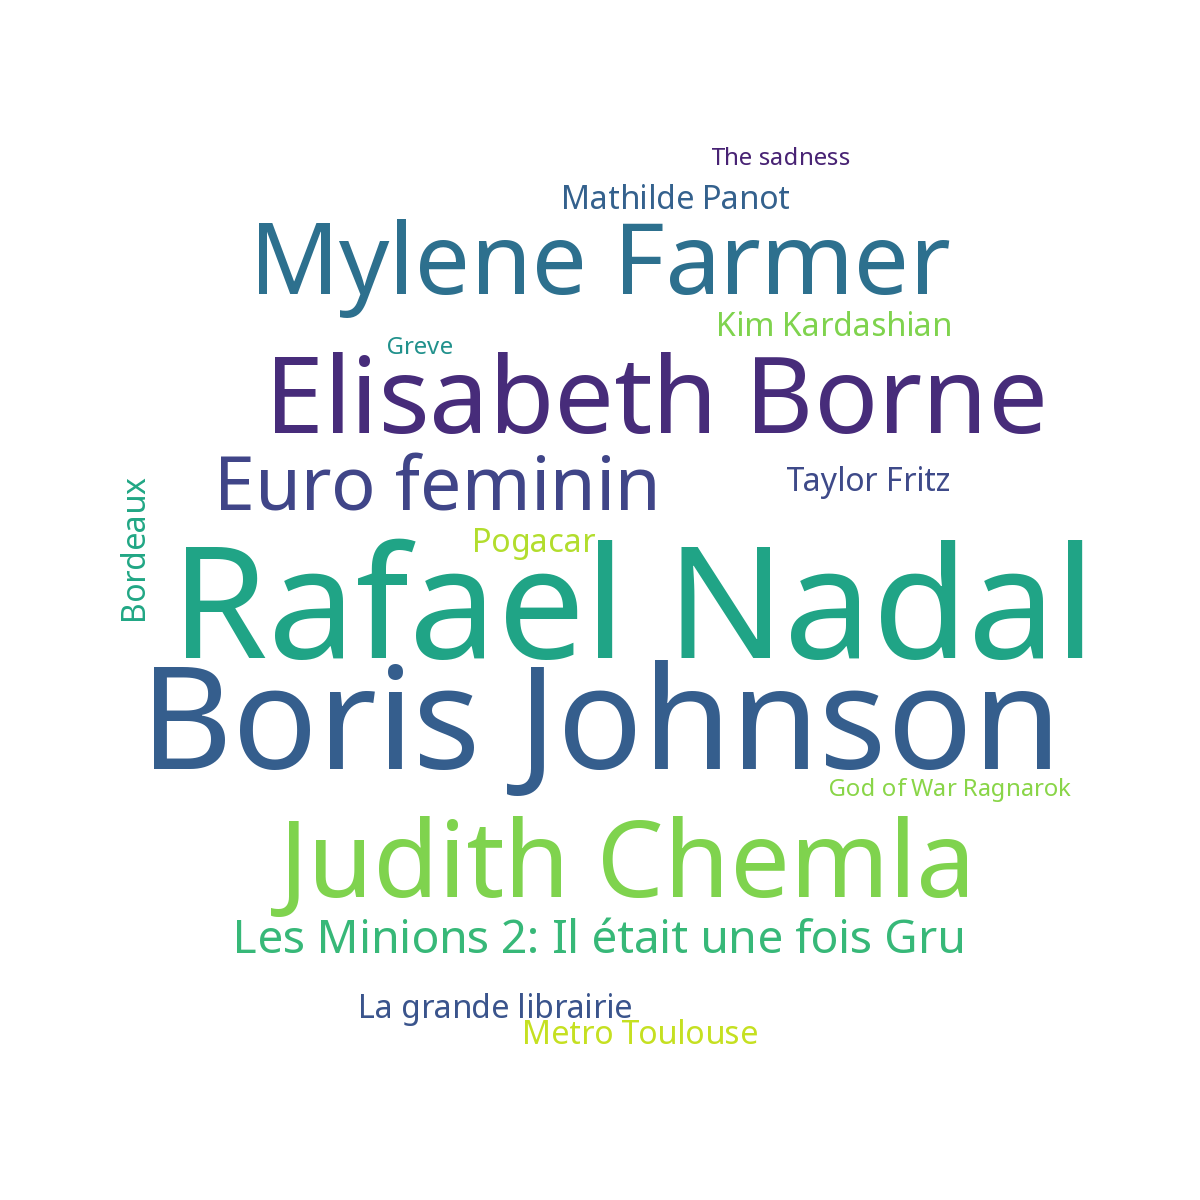 The sadness
Mathilde Panot
Mylene Farmer
Kim Kardashian
Greve
Elisabeth Borne
Euro feminin
Taylor Fritz
Bordeaux
Pogacar
Rafael Nadal
Boris Johnson
God of War Ragnarok
Judith Chemla
Les Minions 2: Il était une fois Gru
La grande librairie
Metro Toulouse